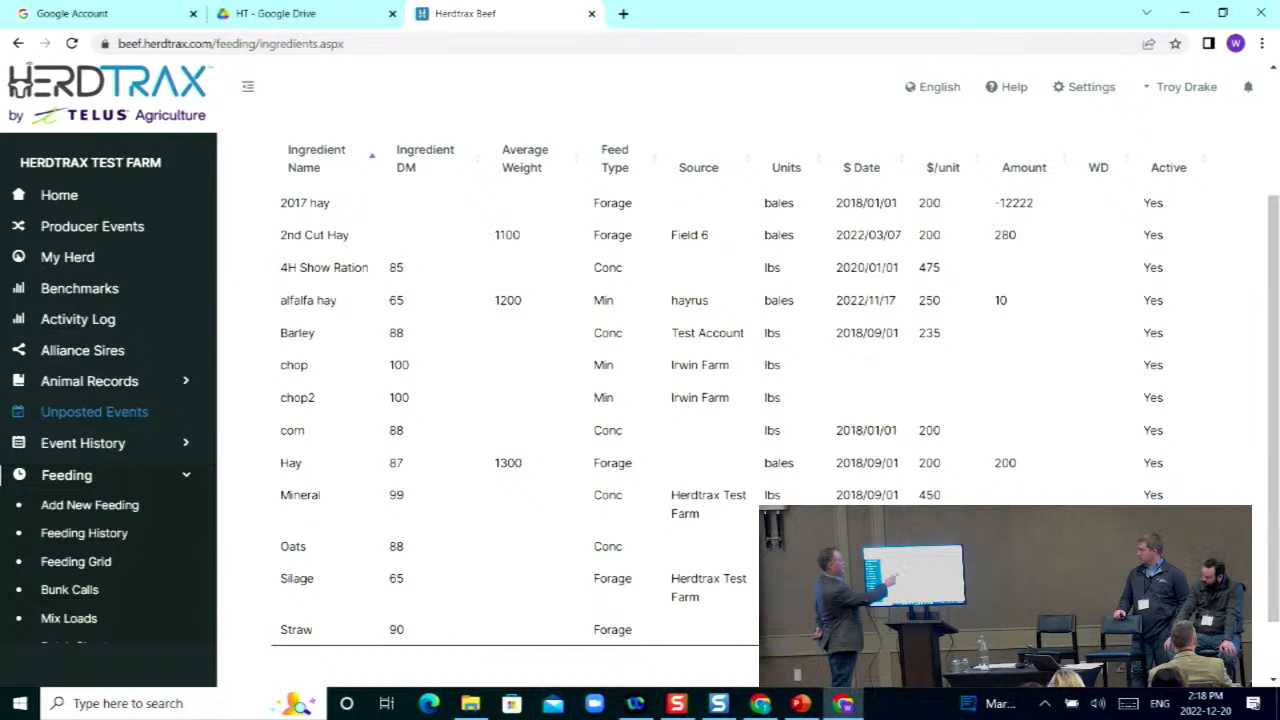 Google Account
HT - Google Drive
Herdtrax Beef
beef.herdtrax.com/feeding/ingredients.aspx
W
HERDTRAX™
by TELUS® Agriculture
English
Help
Settings
Troy Drake
HERDTRAX TEST FARM
Home
Producer Events
My Herd
Benchmarks
Activity Log
Alliance Sires
Animal Records
Unposted Events
Event History
Feeding
Add New Feeding
Feeding History
Feeding Grid
Bunk Calls
Mix Loads
Ingredient Name Ingredient DM Average Weight Feed Type Source Units $ Date $/unit Amount WD Active
2017 hay Forage bales 2018/01/01 200 -12222 Yes
2nd Cut Hay 1100 Forage Field 6 bales 2022/03/07 200 280 Yes
4H Show Ration 85 Conc lbs 2020/01/01 475 Yes
alfalfa hay 65 1200 Min hayrus bales 2022/11/17 250 10 Yes
Barley 88 Conc Test Account lbs 2018/09/01 235 Yes
chop 100 Min Irwin Farm lbs Yes
chop2 100 Min Irwin Farm lbs Yes
corn 88 Conc lbs 2018/01/01 200 Yes
Hay 87 1300 Forage bales 2018/09/01 200 200 Yes
Mineral 99 Conc Herdtrax Test Farm lbs 2018/09/01 450 Yes
Oats 88 Conc
Silage 65 Forage Herdtrax Test Farm
Straw 90 Forage
Type here to search
Mar...
ENG
2:18 PM
2022-12-20